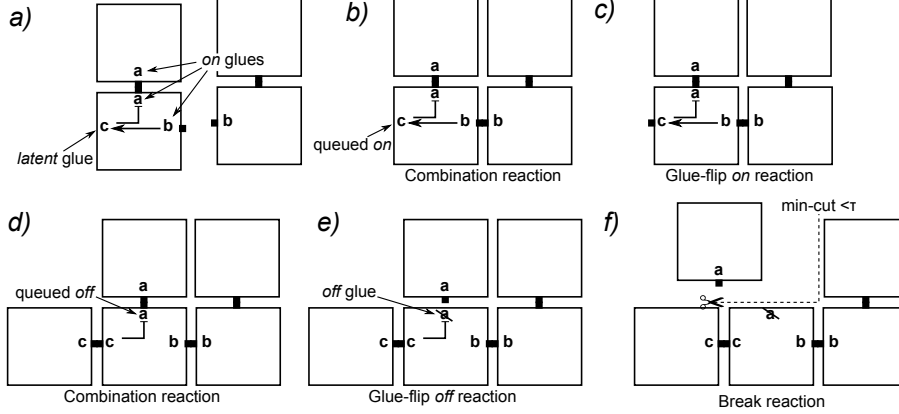 a)
a
on glues
a
c
b
b
latent glue
b)
a
a
c
b
b
queued on
Combination reaction
c)
a
a
c
b
b
Glue-flip on reaction
d)
a
queued off
a
c
c
b
b
Combination reaction
e)
a
off glue
a
c
c
b
b
Glue-flip off reaction
f)
min-cut <τ
a
a
c
c
b
b
Break reaction